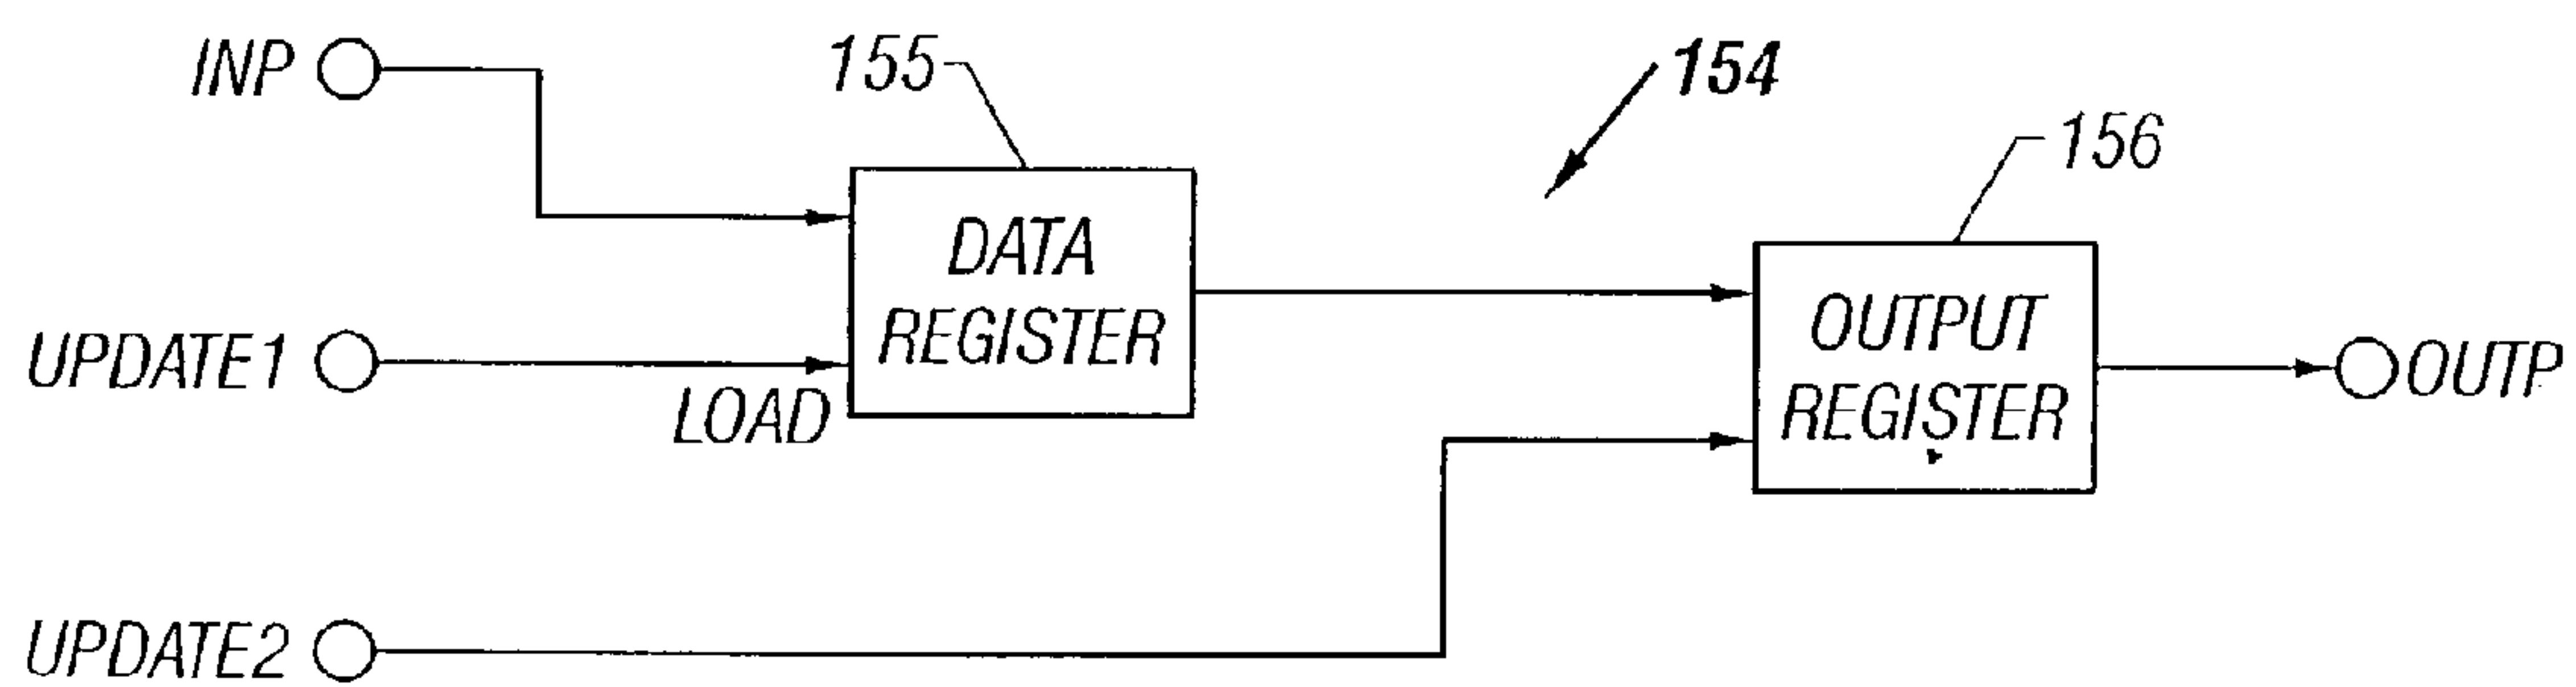 INP
155
154
156
DATA
REGISTER
OUTPUT
REGISTER
UPDATE1
LOAD
OUTP
UPDATE2